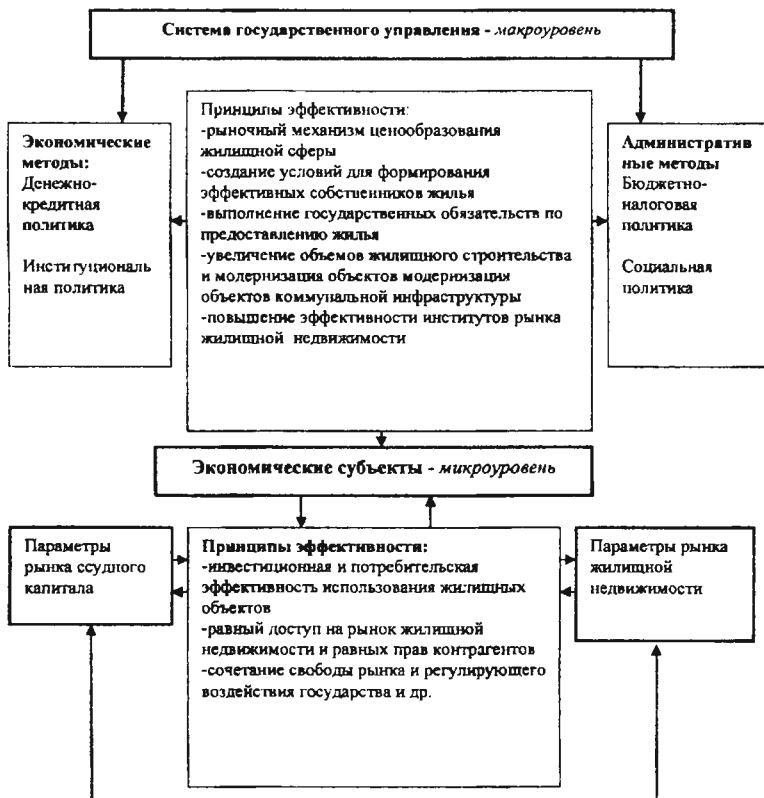 Система государственного управления - макроуровень
Экономические
методы:
Денежно-
кредитная
политика
Институциональ
ная политика
Принципы эффективности:
-рыночный механизм ценообразования
жилищной сферы
-создание условий для формирования
эффективных собственников жилья
-выполнение государственных обязательств по
предоставлению жилья
-увеличение объемов жилищного строительства
и модернизация объектов модернизация
объектов коммунальной инфраструктуры
-повышение эффективности институтов рынка
жилищной недвижимости
Административ
ные методы
Бюджетно-
налоговая
политика
Социальная
политика
Экономические субъекты - микроуровень
Параметры
рынка ссудного
капитала
Принципы эффективности:
-инвестиционная и потребительская
эффективность использования жилищных
объектов
-равный доступ на рынок жилищной
недвижимости и равных прав контрагентов
-сочетание свободы рынка и регулирующего
воздействия государства и др.
Параметры рынка
жилищной
недвижимости